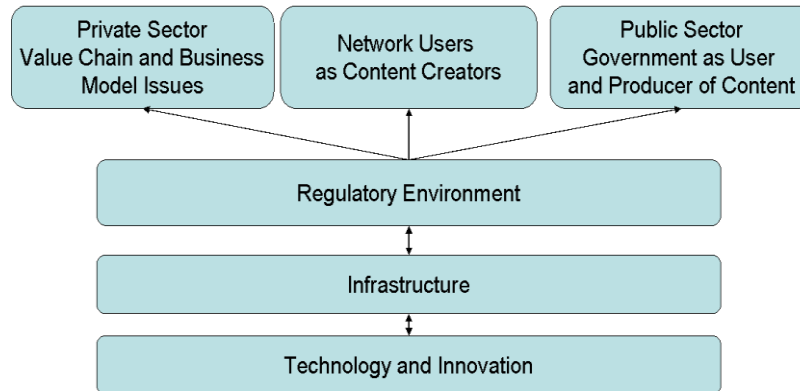 Private Sector
Value Chain and Business
Model Issues
Network Users
as Content Creators
Public Sector
Government as User
and Producer of Content
Regulatory Environment
Infrastructure
Technology and Innovation